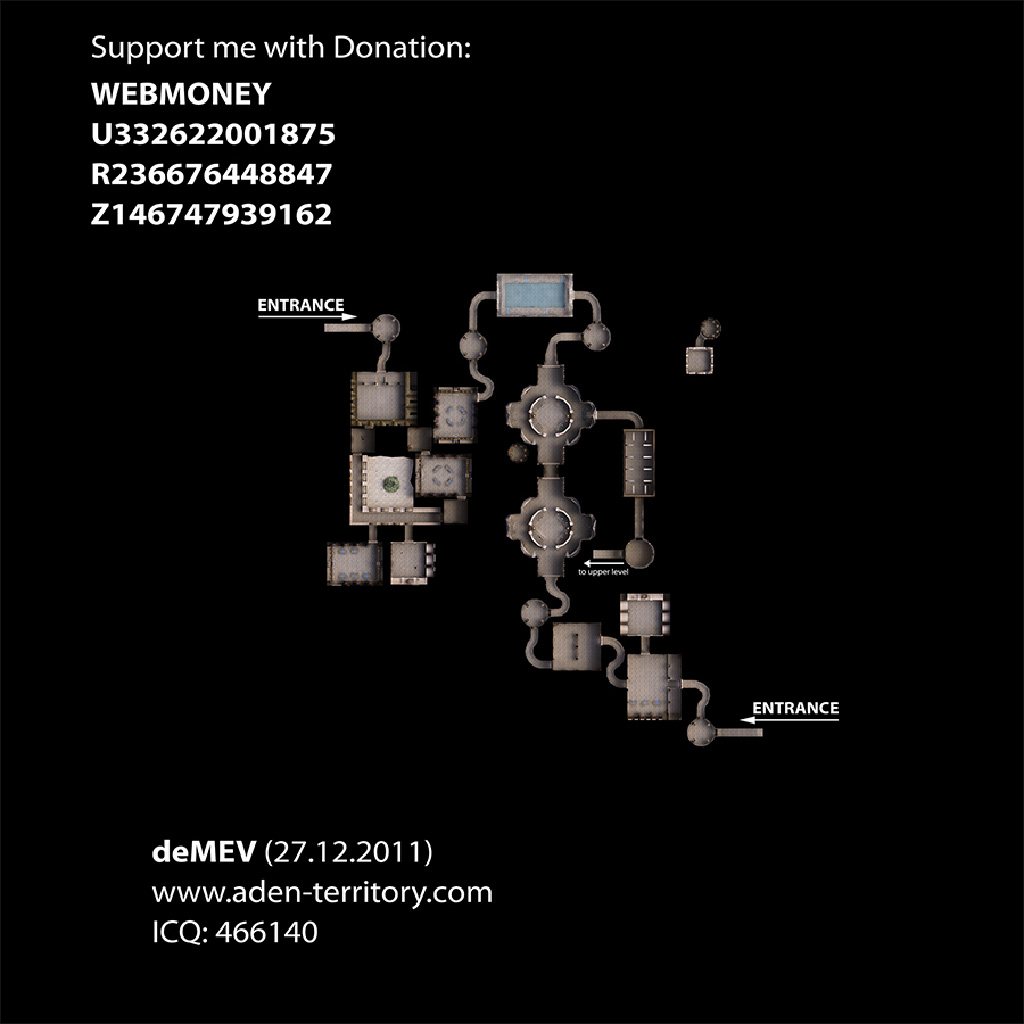 Support me with Donation:
WEBMONEY
U332622001875
R236676448847
Z146747939162
ENTRANCE
to upper level
ENTRANCE
deMEV (27.12.2011)
www.aden-territory.com
ICQ: 466140